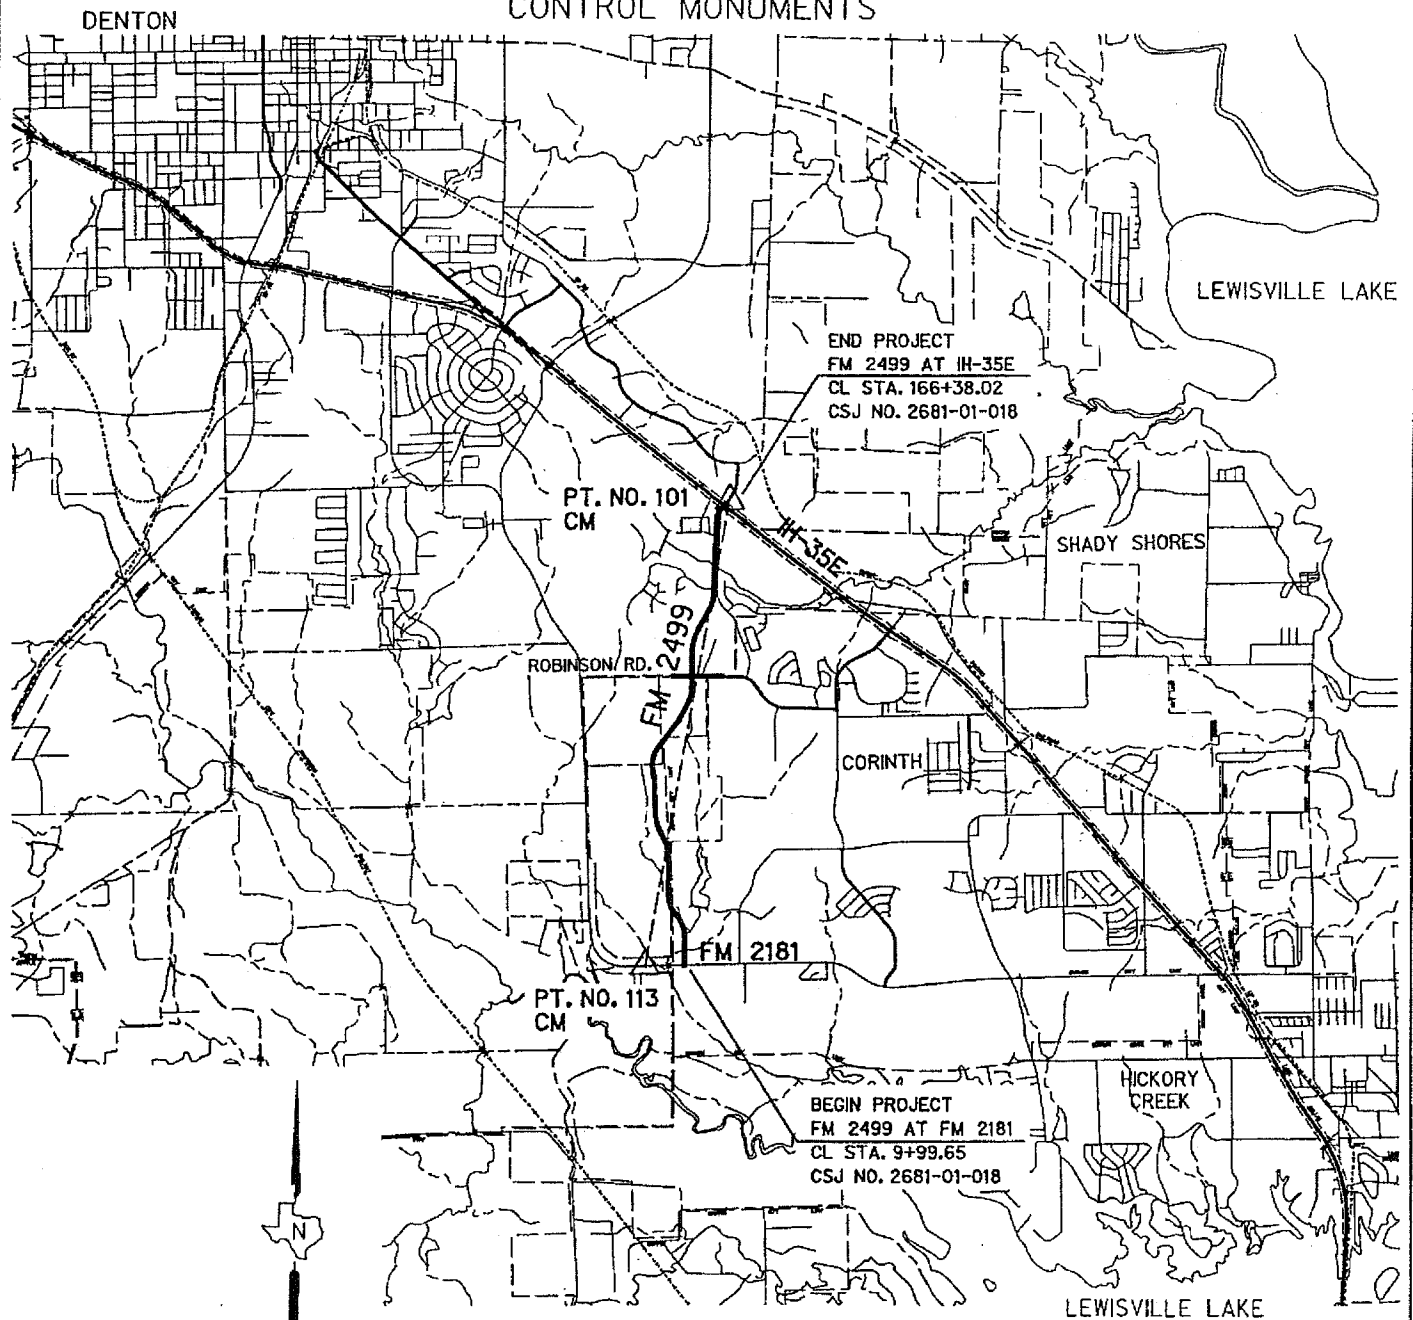 CONTROL MONUMENTS
DENTON
LEWISVILLE LAKE
END PROJECT
FM 2499 AT IH-35E
CL STA. 166+38.02
CSJ NO. 2681-01-018
PT. NO. 101
CM
IH-35E
SHADY SHORES
FM 2499
ROBINSON RD.
CORINTH
FM 2181
PT. NO. 113
CM
HICKORY
CREEK
BEGIN PROJECT
FM 2499 AT FM 2181
CL STA. 9+99.65
CSJ NO. 2681-01-018
N
LEWISVILLE LAKE